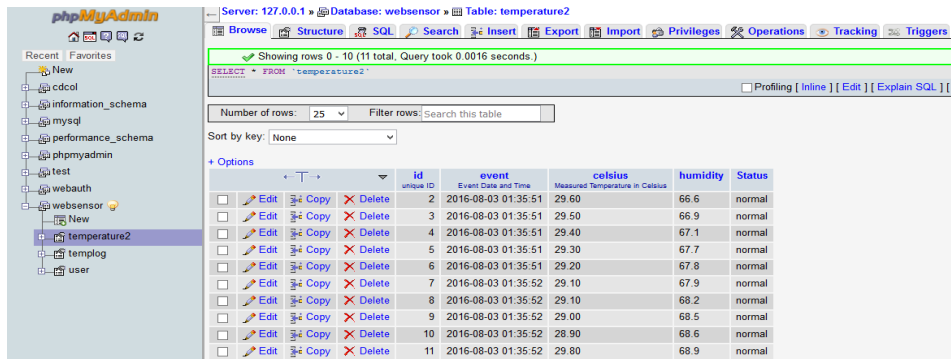 phpMyAdmin
Recent Favorites
New
cdcol
information_schema
mysql
performance_schema
phpmyadmin
test
webauth
websensor
New
temperature2
templog
user
Server: 127.0.0.1 » Database: websensor » Table: temperature2
Browse Structure SQL Search Insert Export Import Privileges Operations Tracking Triggers
Showing rows 0 - 10 (11 total, Query took 0.0016 seconds.)
SELECT * FROM `temperature2`
Profiling [ Inline ] [ Edit ] [ Explain SQL ] [
Number of rows: 25 Filter rows: Search this table
Sort by key: None
+ Options
←T→ id event celsius humidity Status
unique ID Event Date and Time Measured Temperature in Celsius
Edit Copy Delete 2 2016-08-03 01:35:51 29.60 66.6 normal
Edit Copy Delete 3 2016-08-03 01:35:51 29.50 66.9 normal
Edit Copy Delete 4 2016-08-03 01:35:51 29.40 67.1 normal
Edit Copy Delete 5 2016-08-03 01:35:51 29.30 67.7 normal
Edit Copy Delete 6 2016-08-03 01:35:51 29.20 67.8 normal
Edit Copy Delete 7 2016-08-03 01:35:52 29.10 67.9 normal
Edit Copy Delete 8 2016-08-03 01:35:52 29.10 68.2 normal
Edit Copy Delete 9 2016-08-03 01:35:52 29.00 68.5 normal
Edit Copy Delete 10 2016-08-03 01:35:52 28.90 68.6 normal
Edit Copy Delete 11 2016-08-03 01:35:52 29.80 68.9 normal